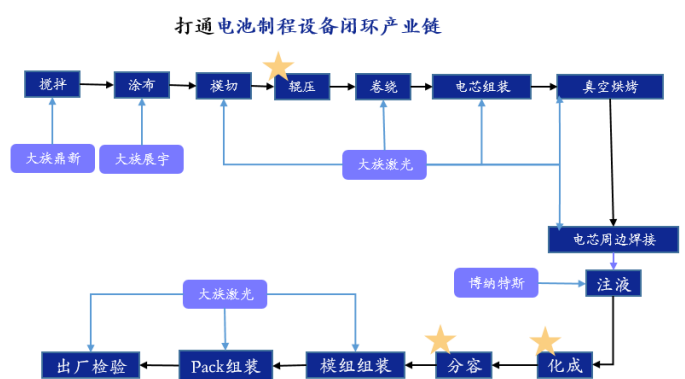 打通电池制程设备闭环产业链
搅拌
涂布
模切
辊压
卷绕
电芯组装
真空烘烤
大族鼎新
大族展宇
大族激光
电芯周边焊接
博纳特斯
注液
大族激光
出厂检验
Pack组装
模组组装
分容
化成